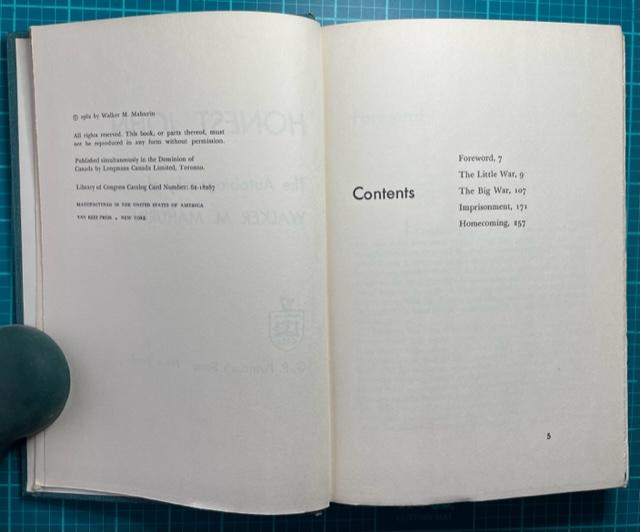 © 1962 by Walker M. Mahurin
All rights reserved. This book, or parts thereof, must
not be reproduced in any form without permission.
Published simultaneously in the Dominion of
Canada by Longmans Canada Limited, Toronto.
Library of Congress Catalog Card Number: 62-18267
MANUFACTURED IN THE UNITED STATES OF AMERICA
VAN REES PRESS • NEW YORK
Contents
Foreword, 7
The Little War, 9
The Big War, 107
Imprisonment, 171
Homecoming, 257
5